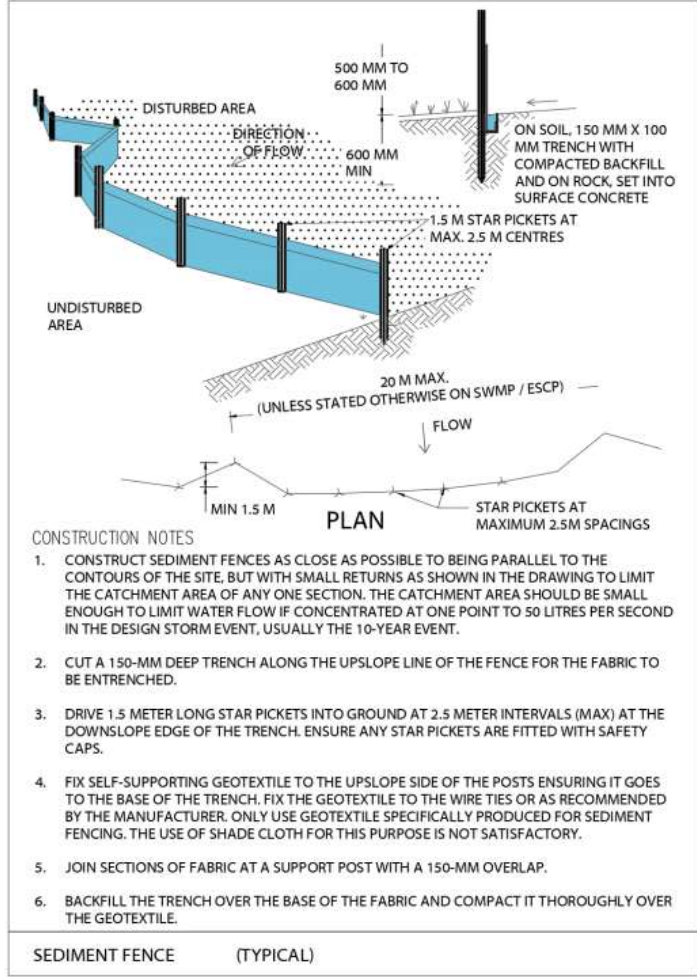 500 MM TO
600 MM
DISTURBED AREA
DIRECTION
OF FLOW
600 MM
MIN
ON SOIL, 150 MM X 100
MM TRENCH WITH
COMPACTED BACKFILL
AND ON ROCK, SET INTO
SURFACE CONCRETE
1.5 M STAR PICKETS AT
MAX. 2.5 M CENTRES
UNDISTURBED
AREA
20 M MAX.
(UNLESS STATED OTHERWISE ON SWMP / ESCP)
FLOW
MIN 1.5 M
PLAN
STAR PICKETS AT
MAXIMUM 2.5M SPACINGS
CONSTRUCTION NOTES
1. CONSTRUCT SEDIMENT FENCES AS CLOSE AS POSSIBLE TO BEING PARALLEL TO THE
CONTOURS OF THE SITE, BUT WITH SMALL RETURNS AS SHOWN IN THE DRAWING TO LIMIT
THE CATCHMENT AREA OF ANY ONE SECTION. THE CATCHMENT AREA SHOULD BE SMALL
ENOUGH TO LIMIT WATER FLOW IF CONCENTRATED AT ONE POINT TO 50 LITRES PER SECOND
IN THE DESIGN STORM EVENT, USUALLY THE 10-YEAR EVENT.
2. CUT A 150-MM DEEP TRENCH ALONG THE UPSLOPE LINE OF THE FENCE FOR THE FABRIC TO
BE ENTRENCHED.
3. DRIVE 1.5 METER LONG STAR PICKETS INTO GROUND AT 2.5 METER INTERVALS (MAX) AT THE
DOWNSLOPE EDGE OF THE TRENCH. ENSURE ANY STAR PICKETS ARE FITTED WITH SAFETY
CAPS.
4. FIX SELF-SUPPORTING GEOTEXTILE TO THE UPSLOPE SIDE OF THE POSTS ENSURING IT GOES
TO THE BASE OF THE TRENCH. FIX THE GEOTEXTILE TO THE WIRE TIES OR AS RECOMMENDED
BY THE MANUFACTURER. ONLY USE GEOTEXTILE SPECIFICALLY PRODUCED FOR SEDIMENT
FENCING. THE USE OF SHADE CLOTH FOR THIS PURPOSE IS NOT SATISFACTORY.
5. JOIN SECTIONS OF FABRIC AT A SUPPORT POST WITH A 150-MM OVERLAP.
6. BACKFILL THE TRENCH OVER THE BASE OF THE FABRIC AND COMPACT IT THOROUGHLY OVER
THE GEOTEXTILE.
SEDIMENT FENCE (TYPICAL)